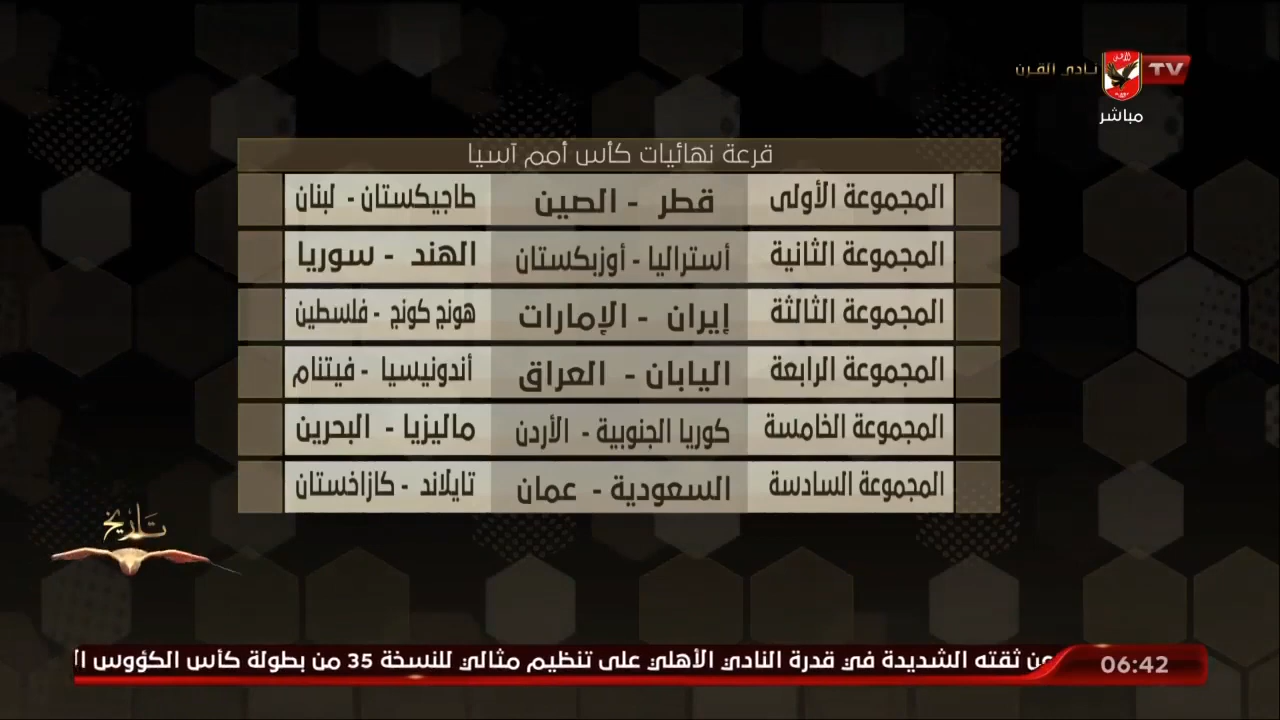 نادي القرن
TV
مباشر
قرعة نهائيات كأس أمم آسيا
المجموعة الأولى قطر - الصين طاجيكستان - لبنان
المجموعة الثانية أستراليا - أوزبكستان الهند - سوريا
المجموعة الثالثة إيران - الإمارات هونج كونج - فلسطين
المجموعة الرابعة اليابان - العراق أندونيسيا - فيتنام
المجموعة الخامسة كوريا الجنوبية - الأردن ماليزيا - البحرين
المجموعة السادسة السعودية - عمان تايلاند - كازاخستان
تاريخ
06:42
عن ثقته الشديدة في قدرة النادي الأهلي على تنظيم مثالي للنسخة 35 من بطولة كأس الكؤوس ال